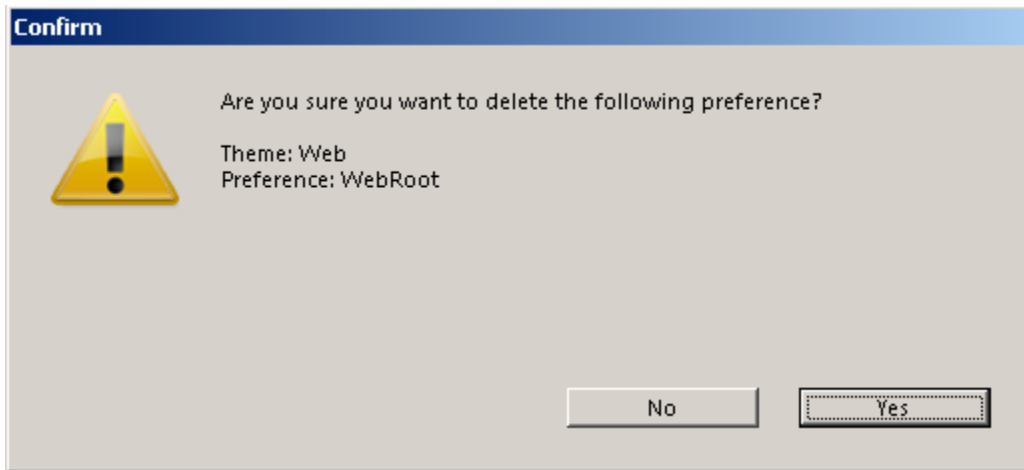 Confirm
Are you sure you want to delete the following preference?
Theme: Web
Preference: WebRoot
No
Yes